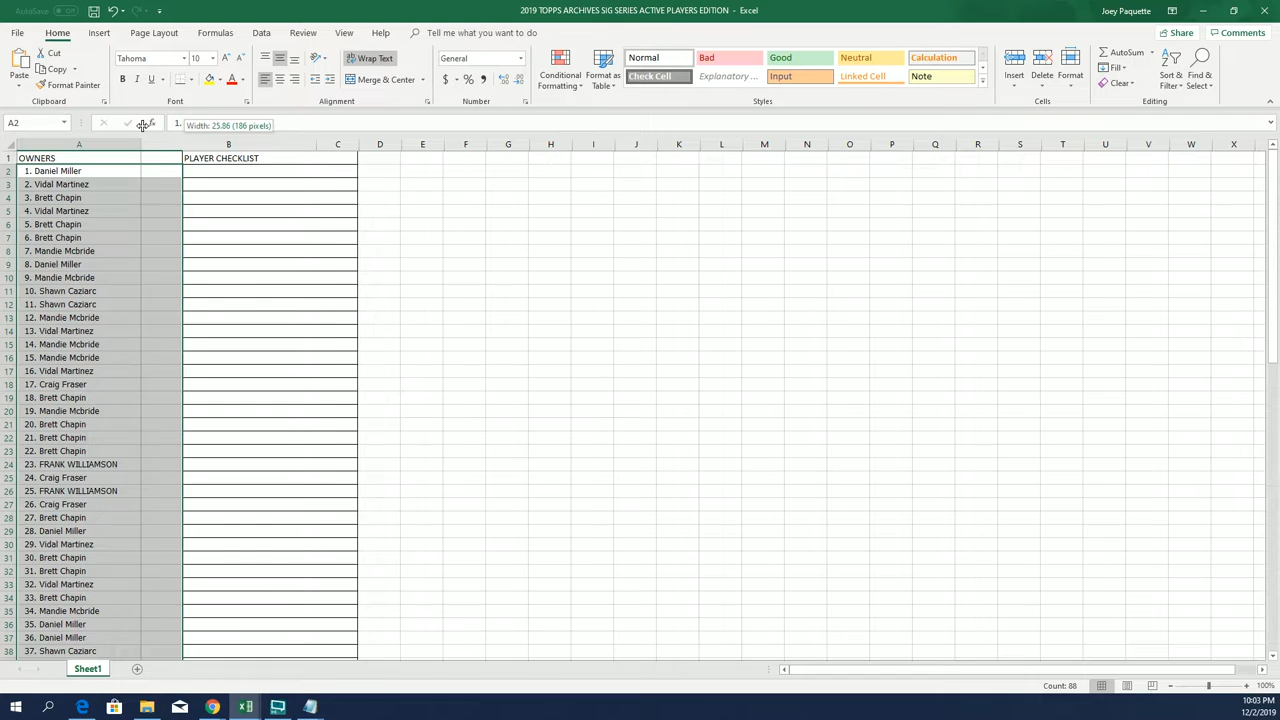 AutoSave Off
2019 TOPPS ARCHIVES SIG SERIES ACTIVE PLAYERS EDITION - Excel
Joey Paquette
File Home Insert Page Layout Formulas Data Review View Help Tell me what you want to do
Share Comments
Paste Cut Copy Format Painter
Clipboard
Tahoma 10
B I U
Font
Wrap Text
Merge & Center
Alignment
General
$ % 9
Number
Conditional Formatting Format as Table
Normal Bad Good Neutral Calculation
Check Cell Explanatory ... Input Linked Cell Note
Styles
Insert Delete Format
Cells
AutoSum Fill Clear
Sort & Filter Find & Select
Editing
A2
fx
1.
Width: 25.86 (186 pixels)
A B C D E F G H I J K L M N O P Q R S T U V W X
1 OWNERS PLAYER CHECKLIST
2 1. Daniel Miller
3 2. Vidal Martinez
4 3. Brett Chapin
5 4. Vidal Martinez
6 5. Brett Chapin
7 6. Brett Chapin
8 7. Mandie Mcbride
9 8. Daniel Miller
10 9. Mandie Mcbride
11 10. Shawn Caziarc
12 11. Shawn Caziarc
13 12. Mandie Mcbride
14 13. Vidal Martinez
15 14. Mandie Mcbride
16 15. Mandie Mcbride
17 16. Vidal Martinez
18 17. Craig Fraser
19 18. Brett Chapin
20 19. Mandie Mcbride
21 20. Brett Chapin
22 21. Brett Chapin
23 22. Brett Chapin
24 23. FRANK WILLIAMSON
25 24. Craig Fraser
26 25. FRANK WILLIAMSON
27 26. Craig Fraser
28 27. Brett Chapin
29 28. Daniel Miller
30 29. Vidal Martinez
31 30. Brett Chapin
32 31. Brett Chapin
33 32. Vidal Martinez
34 33. Brett Chapin
35 34. Mandie Mcbride
36 35. Daniel Miller
37 36. Daniel Miller
38 37. Shawn Caziarc
Sheet1
Count: 88
100%
10:03 PM
12/2/2019